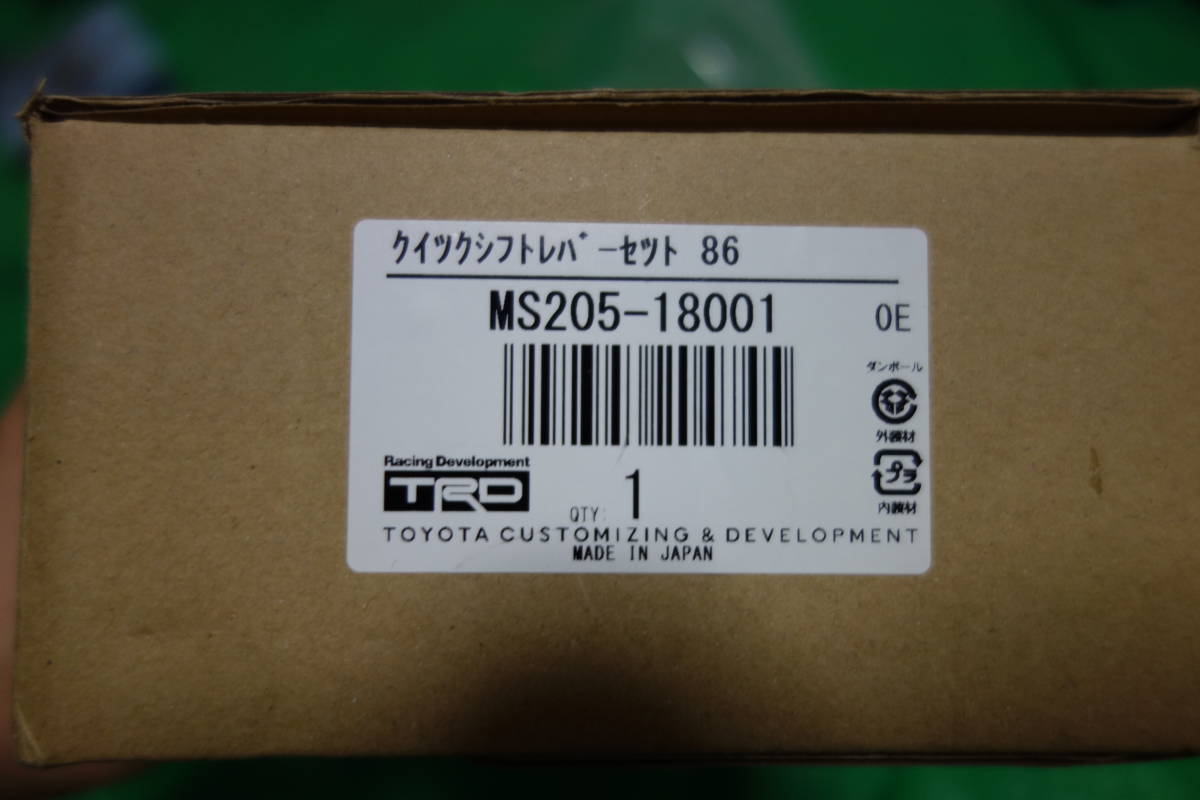 クイツクシフトレバーセツト 86
MS205-18001
0E
ダンボール
外装材
プラ
内装材
Racing Development
TRD
QTY: 1
TOYOTA CUSTOMIZING & DEVELOPMENT
MADE IN JAPAN